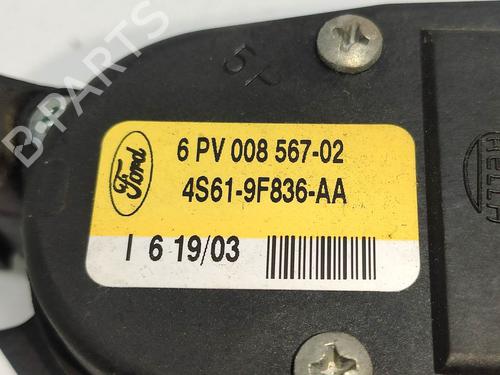 B-PARTS
5P
Ford
6 PV 008 567-02
4S61-9F836-AA
I 6 19/03
HELLA